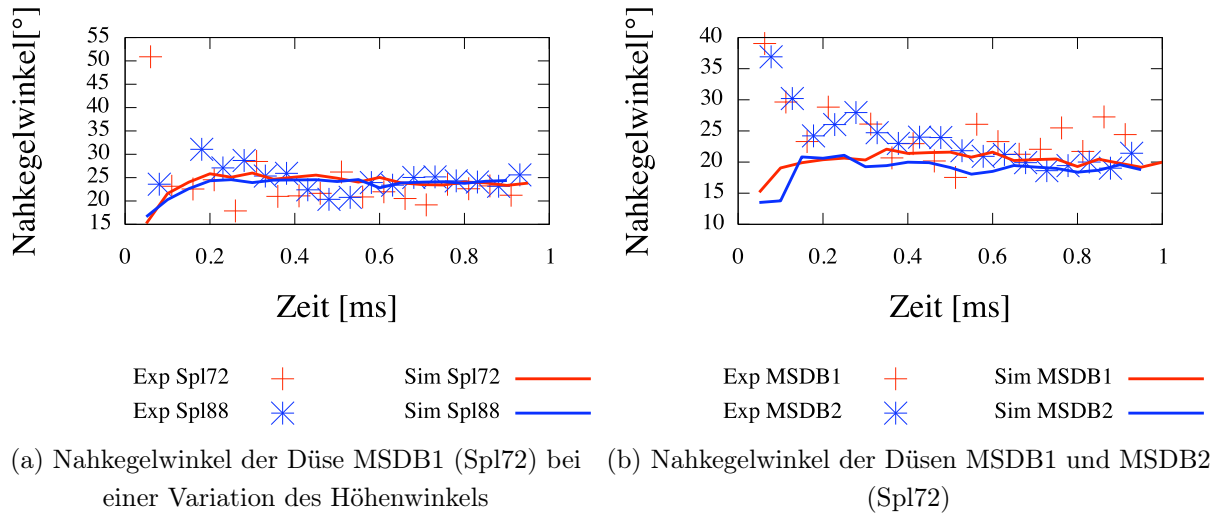 Nahkegelwinkel[°]
55
50
45
40
35
30
25
20
15
0 0.2 0.4 0.6 0.8 1
Zeit [ms]
Exp Spl72 Sim Spl72
Exp Spl88 Sim Spl88
(a) Nahkegelwinkel der Düse MSDB1 (Spl72) bei
einer Variation des Höhenwinkels
Nahkegelwinkel[°]
40
35
30
25
20
15
10
0 0.2 0.4 0.6 0.8 1
Zeit [ms]
Exp MSDB1 Sim MSDB1
Exp MSDB2 Sim MSDB2
(b) Nahkegelwinkel der Düsen MSDB1 und MSDB2
(Spl72)